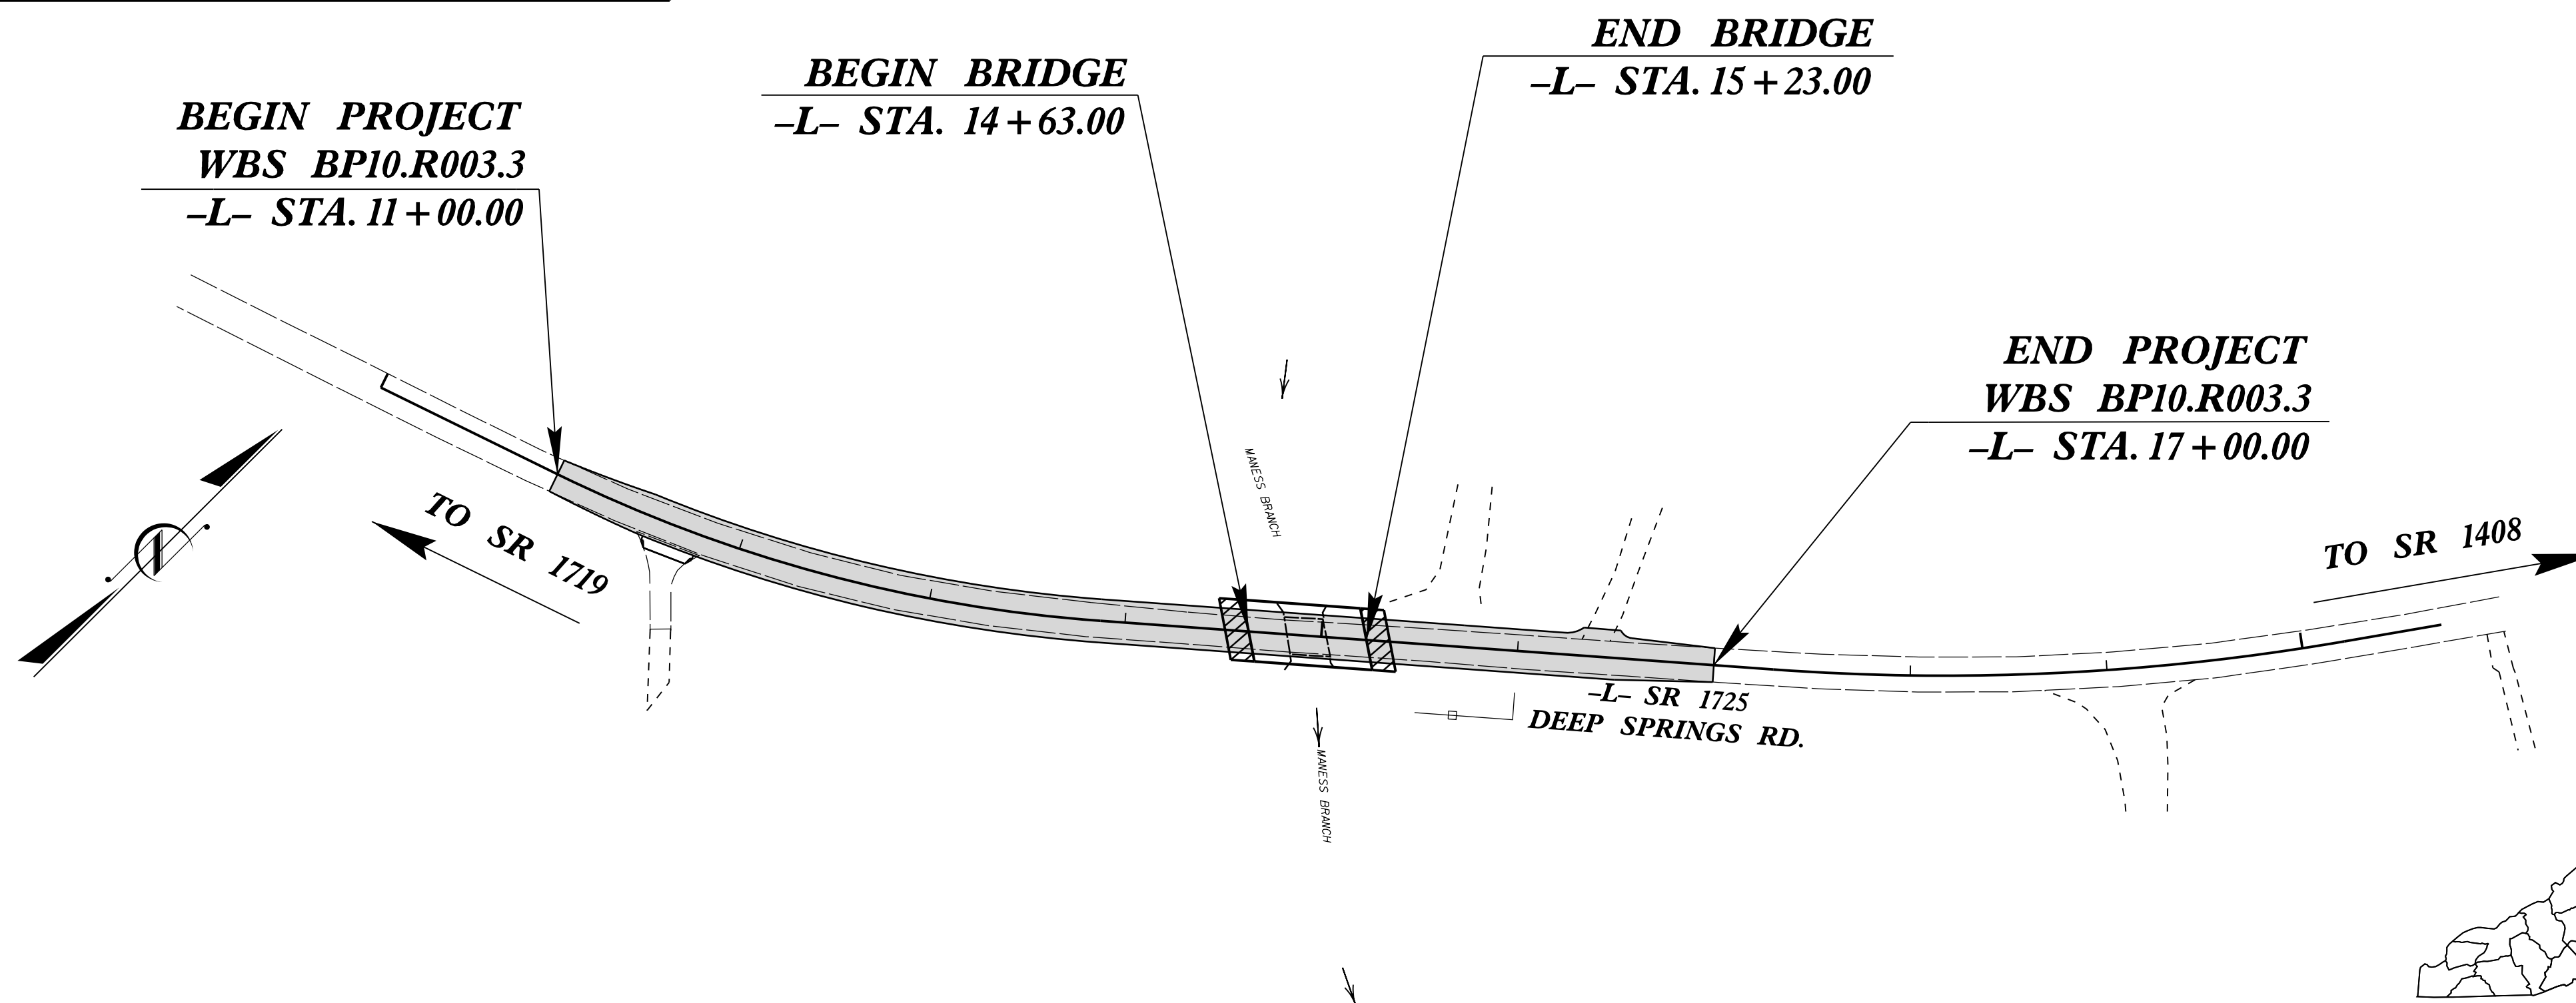 BEGIN PROJECT
WBS BP10.R003.3
–L– STA. 11+00.00
BEGIN BRIDGE
–L– STA. 14+63.00
END BRIDGE
–L– STA. 15+23.00
END PROJECT
WBS BP10.R003.3
–L– STA. 17+00.00
MANESS BRANCH
TO SR 1719
TO SR 1408
–L– SR 1725
DEEP SPRINGS RD.
MANESS BRANCH